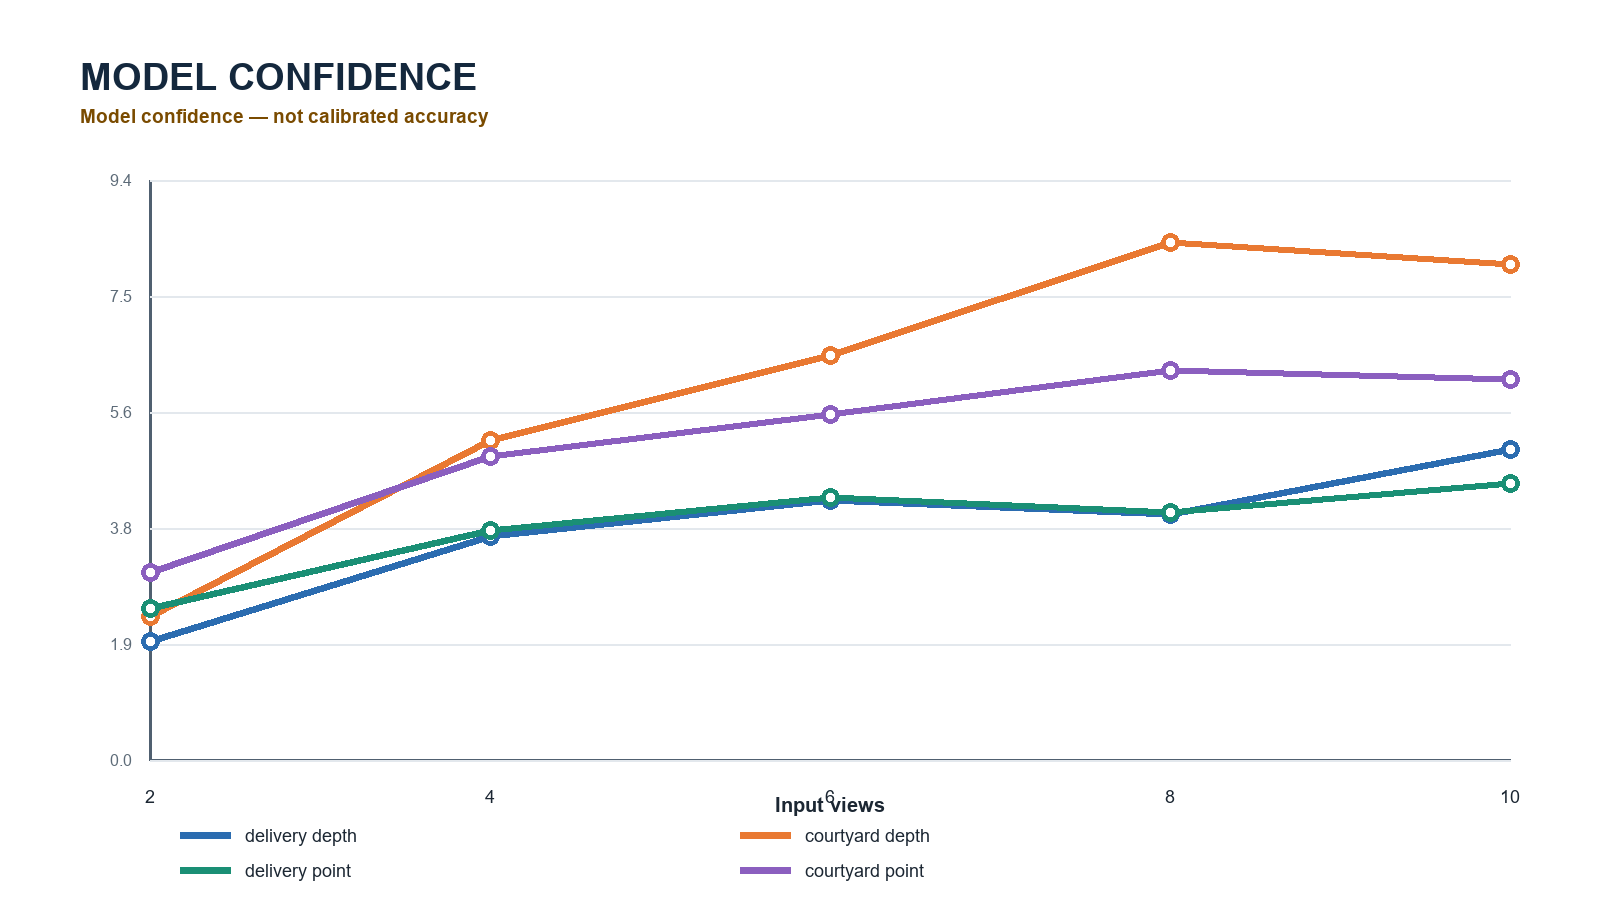 MODEL CONFIDENCE
Model confidence — not calibrated accuracy
9.4
7.5
5.6
3.8
1.9
0.0
2 4 6 8 10
Input views
delivery depth courtyard depth
delivery point courtyard point